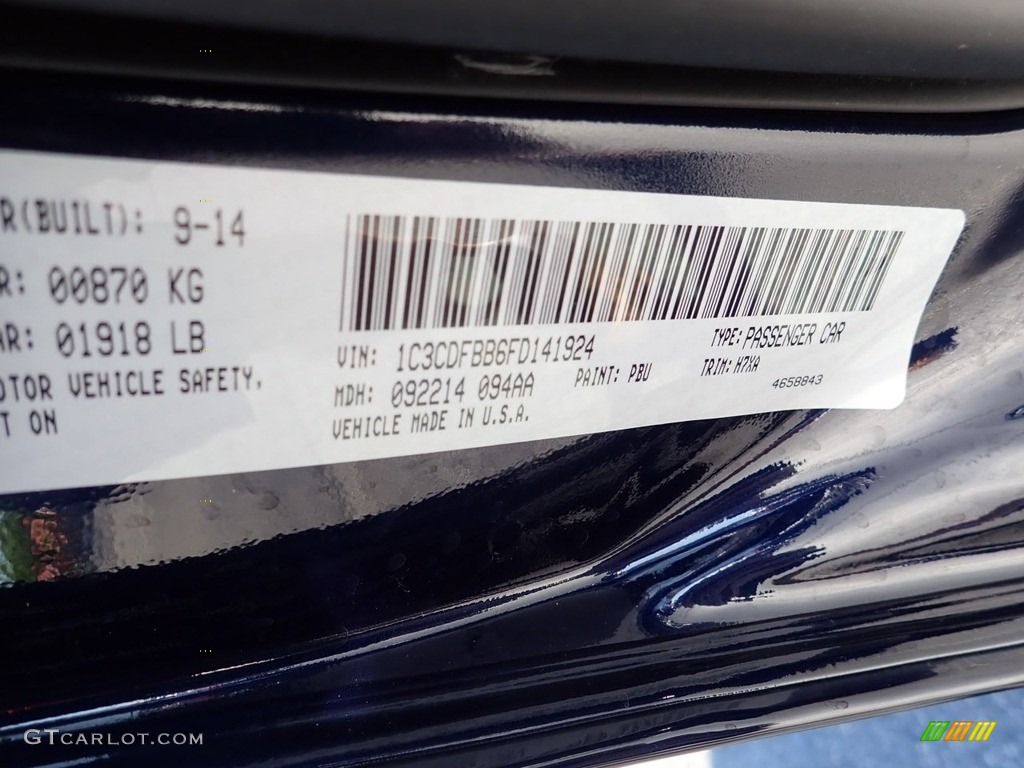 R(BUILT): 9-14
R: 00870 KG
AR: 01918 LB
OTOR VEHICLE SAFETY,
T ON
VIN: 1C3CDFBB6FD141924
TYPE: PASSENGER CAR
MDH: 092214 094AA
PAINT: PBU
TRIM: H7XA
VEHICLE MADE IN U.S.A.
4658843
GTCARLOT.COM